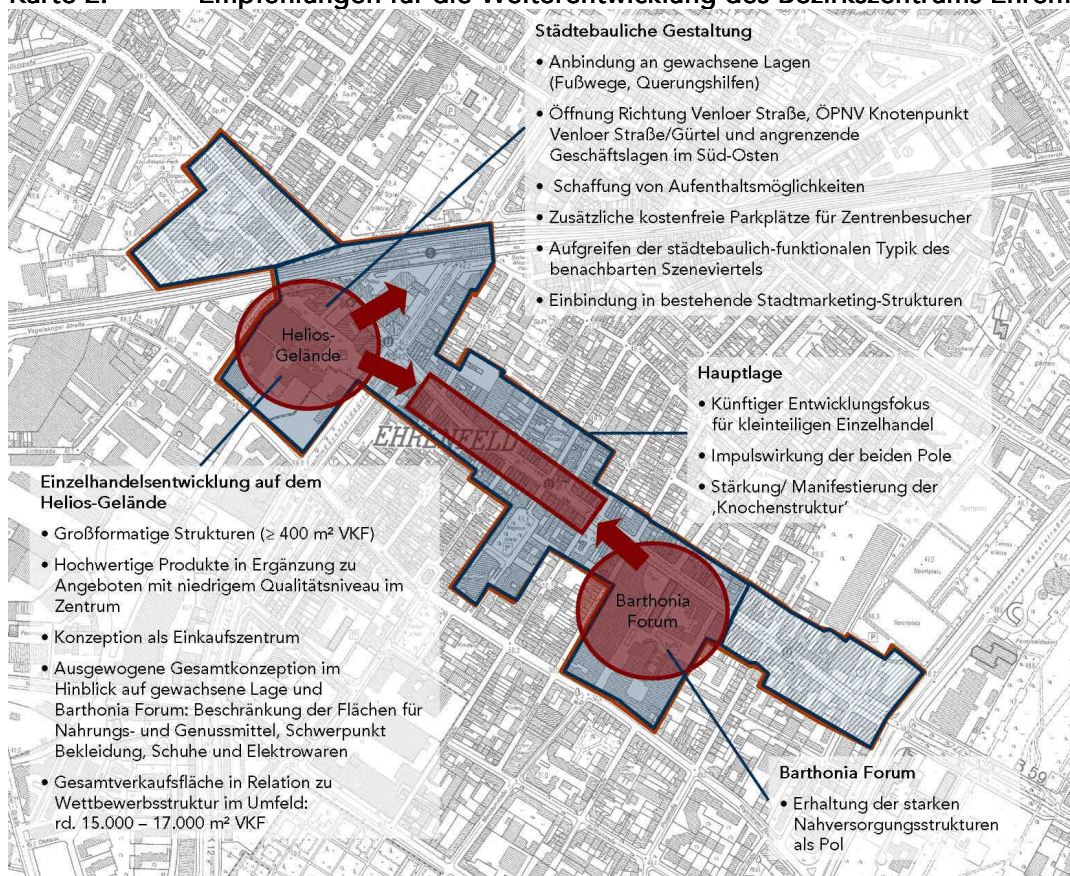 Städtebauliche Gestaltung
• Anbindung an gewachsene Lagen
(Fußwege, Querungshilfen)
• Öffnung Richtung Venloer Straße, ÖPNV Knotenpunkt
Venloer Straße/Gürtel und angrenzende
Geschäftslagen im Süd-Osten
• Schaffung von Aufenthaltsmöglichkeiten
• Zusätzliche kostenfreie Parkplätze für Zentrenbesucher
• Aufgreifen der städtebaulich-funktionalen Typik des
benachbarten Szeneviertels
• Einbindung in bestehende Stadtmarketing-Strukturen
Vogelsanger Straße
Helios-
Gelände
EHRENFELD
Hauptlage
• Künftiger Entwicklungsfokus
für kleinteiligen Einzelhandel
• Impulswirkung der beiden Pole
• Stärkung/ Manifestierung der
‚Knochenstruktur‘
Einzelhandelsentwicklung auf dem
Helios-Gelände
• Großformatige Strukturen (≥ 400 m² VKF)
• Hochwertige Produkte in Ergänzung zu
Angeboten mit niedrigem Qualitätsniveau im
Zentrum
• Konzeption als Einkaufszentrum
• Ausgewogene Gesamtkonzeption im
Hinblick auf gewachsene Lage und
Barthonia Forum: Beschränkung der Flächen für
Nahrungs- und Genussmittel, Schwerpunkt
Bekleidung, Schuhe und Elektrowaren
• Gesamtverkaufsfläche in Relation zu
Wettbewerbsstruktur im Umfeld:
rd. 15.000 – 17.000 m² VKF
Barthonia
Forum
Sportplatz
Sportplatz
Barthonia Forum
• Erhaltung der starken
Nahversorgungsstrukturen
als Pol